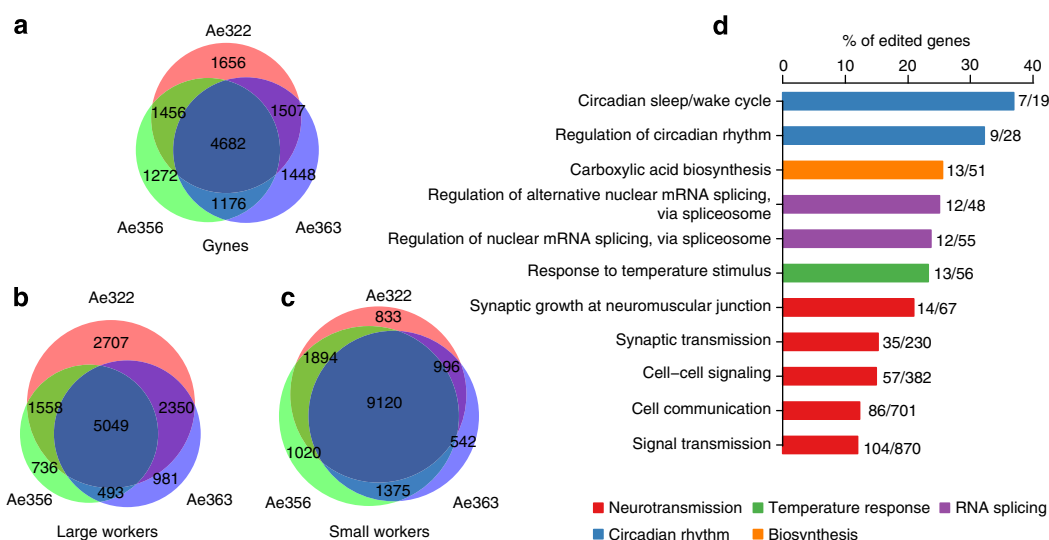 a
Ae322
1656
1456
1507
4682
1272
1448
1176
Ae356
Ae363
Gynes
b
Ae322
2707
1558
2350
5049
736
981
493
Ae356
Ae363
Large workers
c
Ae322
833
1894
996
9120
542
1020
1375
Ae356
Ae363
Small workers
d
% of edited genes
0 10 20 30 40
Circadian sleep/wake cycle 7/19
Regulation of circadian rhythm 9/28
Carboxylic acid biosynthesis 13/51
Regulation of alternative nuclear mRNA splicing,
via spliceosome 12/48
Regulation of nuclear mRNA splicing, via spliceosome 12/55
Response to temperature stimulus 13/56
Synaptic growth at neuromuscular junction 14/67
Synaptic transmission 35/230
Cell–cell signaling 57/382
Cell communication 86/701
Signal transmission 104/870
Neurotransmission Temperature response RNA splicing
Circadian rhythm Biosynthesis